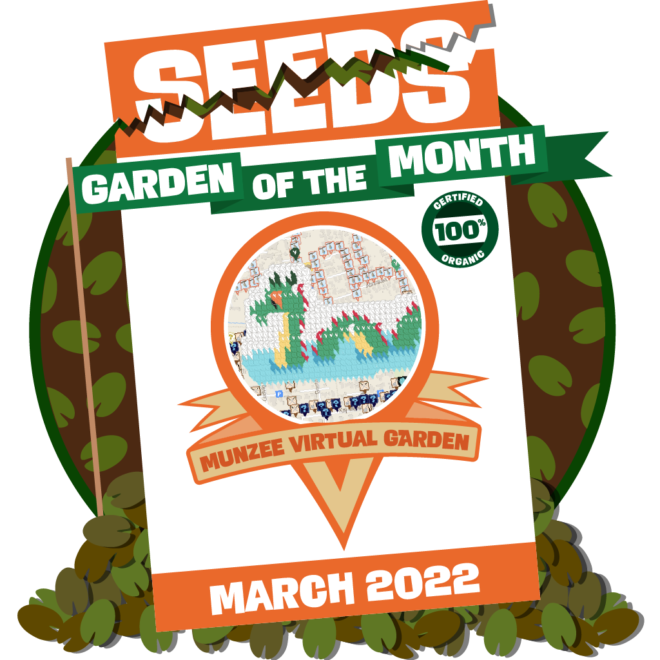 SEEDS
GARDEN OF THE MONTH
CERTIFIED
100%
ORGANIC
MUNZEE VIRTUAL GARDEN
MARCH 2022